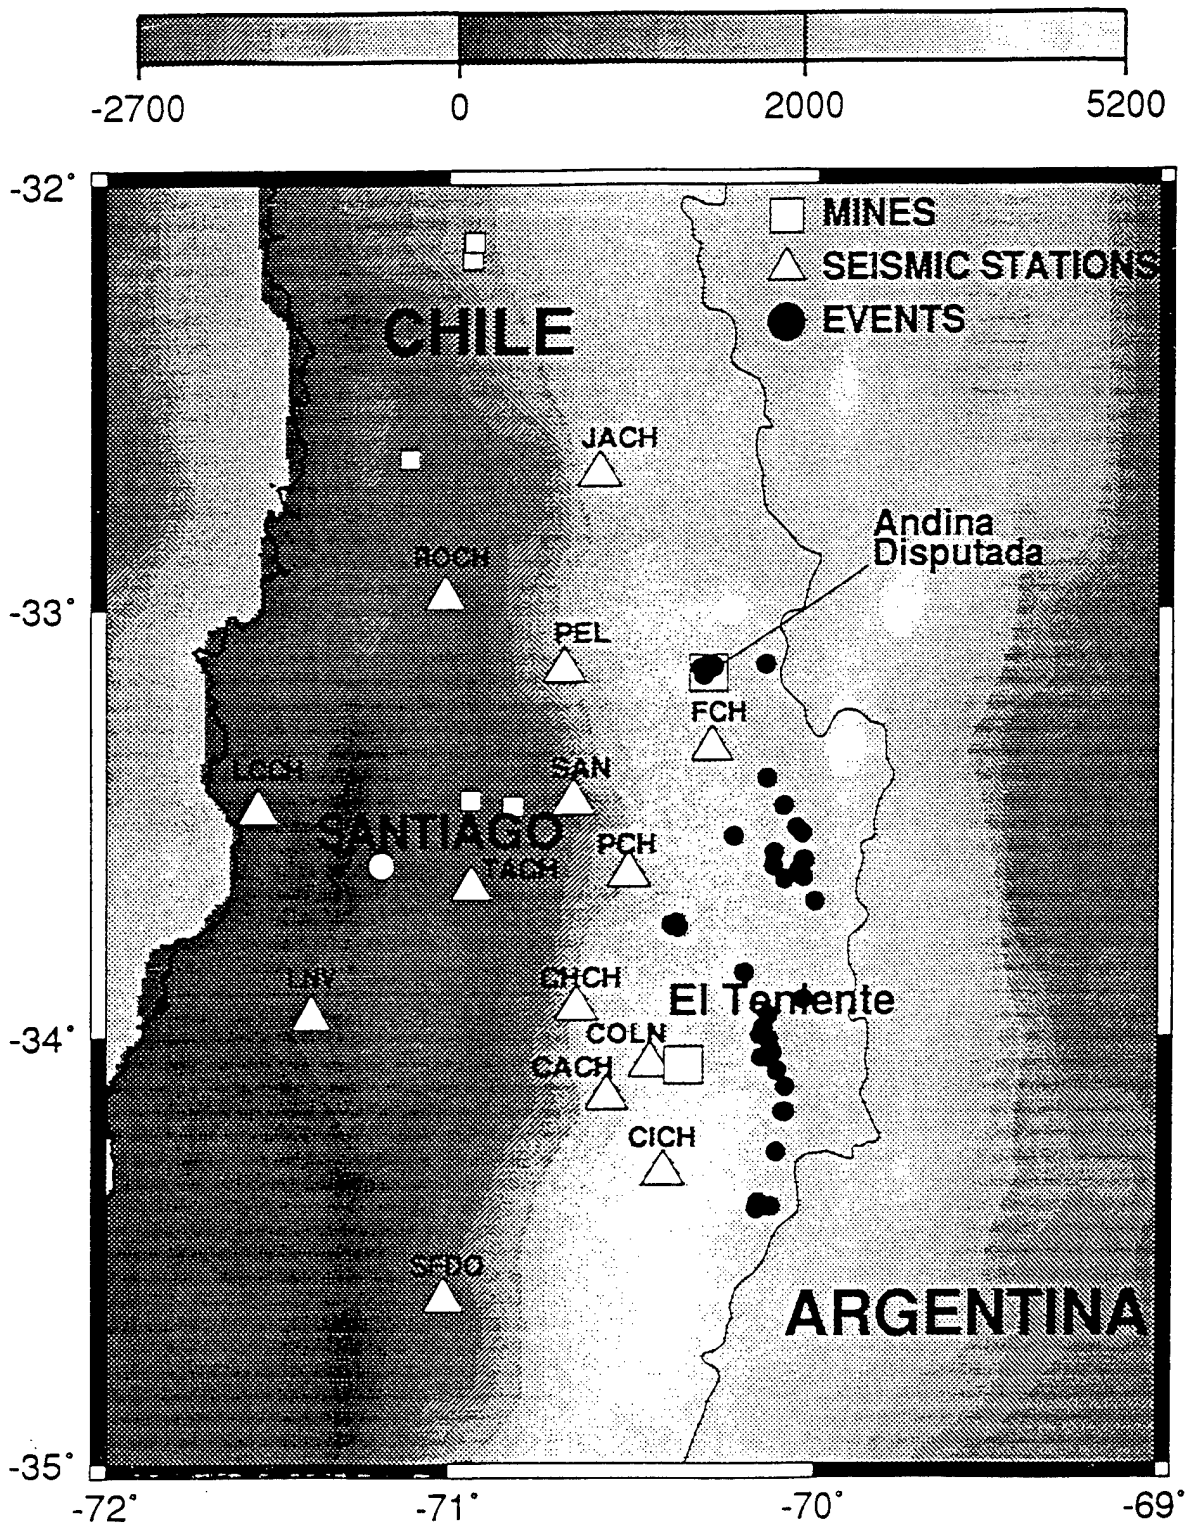 -2700 0 2000 5200
-32°
MINES
SEISMIC STATIONS
EVENTS
CHILE
JACH
Andina
Disputada
ROCH
-33°
PEL
FCH
LCCH
SAN
SANTIAGO
PCH
TACH
LNV
CHCH
El Teniente
-34°
COLN
CACH
CICH
SFDO
ARGENTINA
-35°
-72° -71° -70° -69°